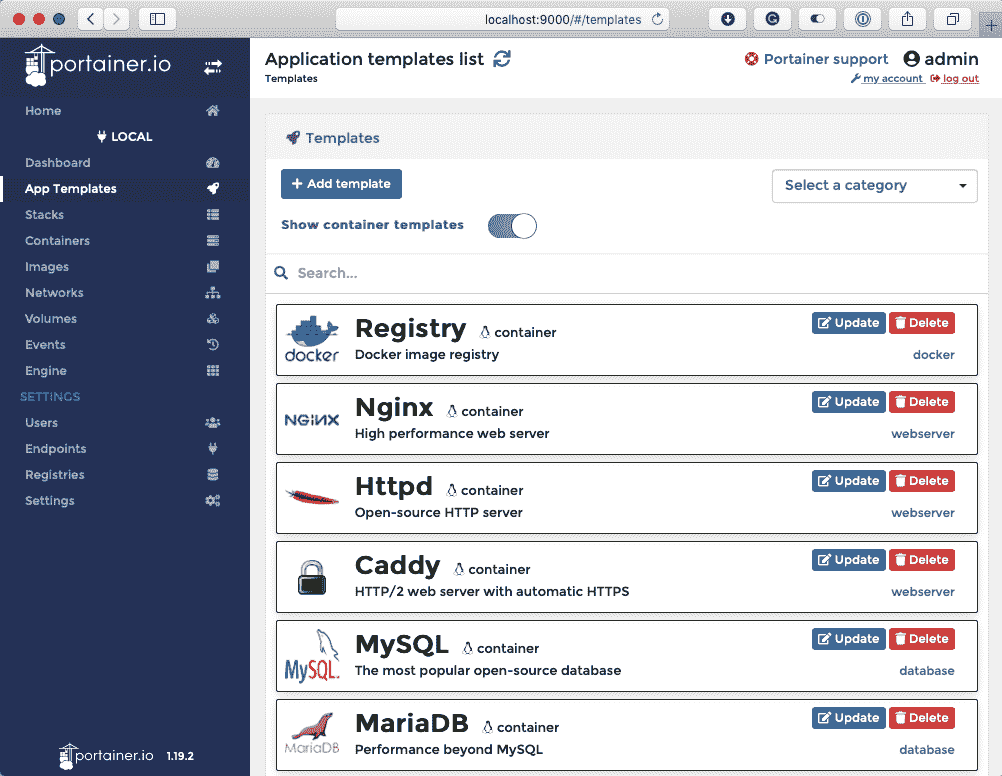 localhost:9000/#/templates
portainer.io
Home
LOCAL
Dashboard
App Templates
Stacks
Containers
Images
Networks
Volumes
Events
Engine
SETTINGS
Users
Endpoints
Registries
Settings
portainer.io 1.19.2
Application templates list
Templates
Portainer support admin
my account log out
Templates
+ Add template
Select a category
Show container templates
Search...
docker
Registry container
Docker image registry
Update Delete
docker
NGINX
Nginx container
High performance web server
Update Delete
webserver
Httpd container
Open-source HTTP server
Update Delete
webserver
Caddy container
HTTP/2 web server with automatic HTTPS
Update Delete
webserver
MySQL
MySQL container
The most popular open-source database
Update Delete
database
MariaDB
MariaDB container
Performance beyond MySQL
Update Delete
database